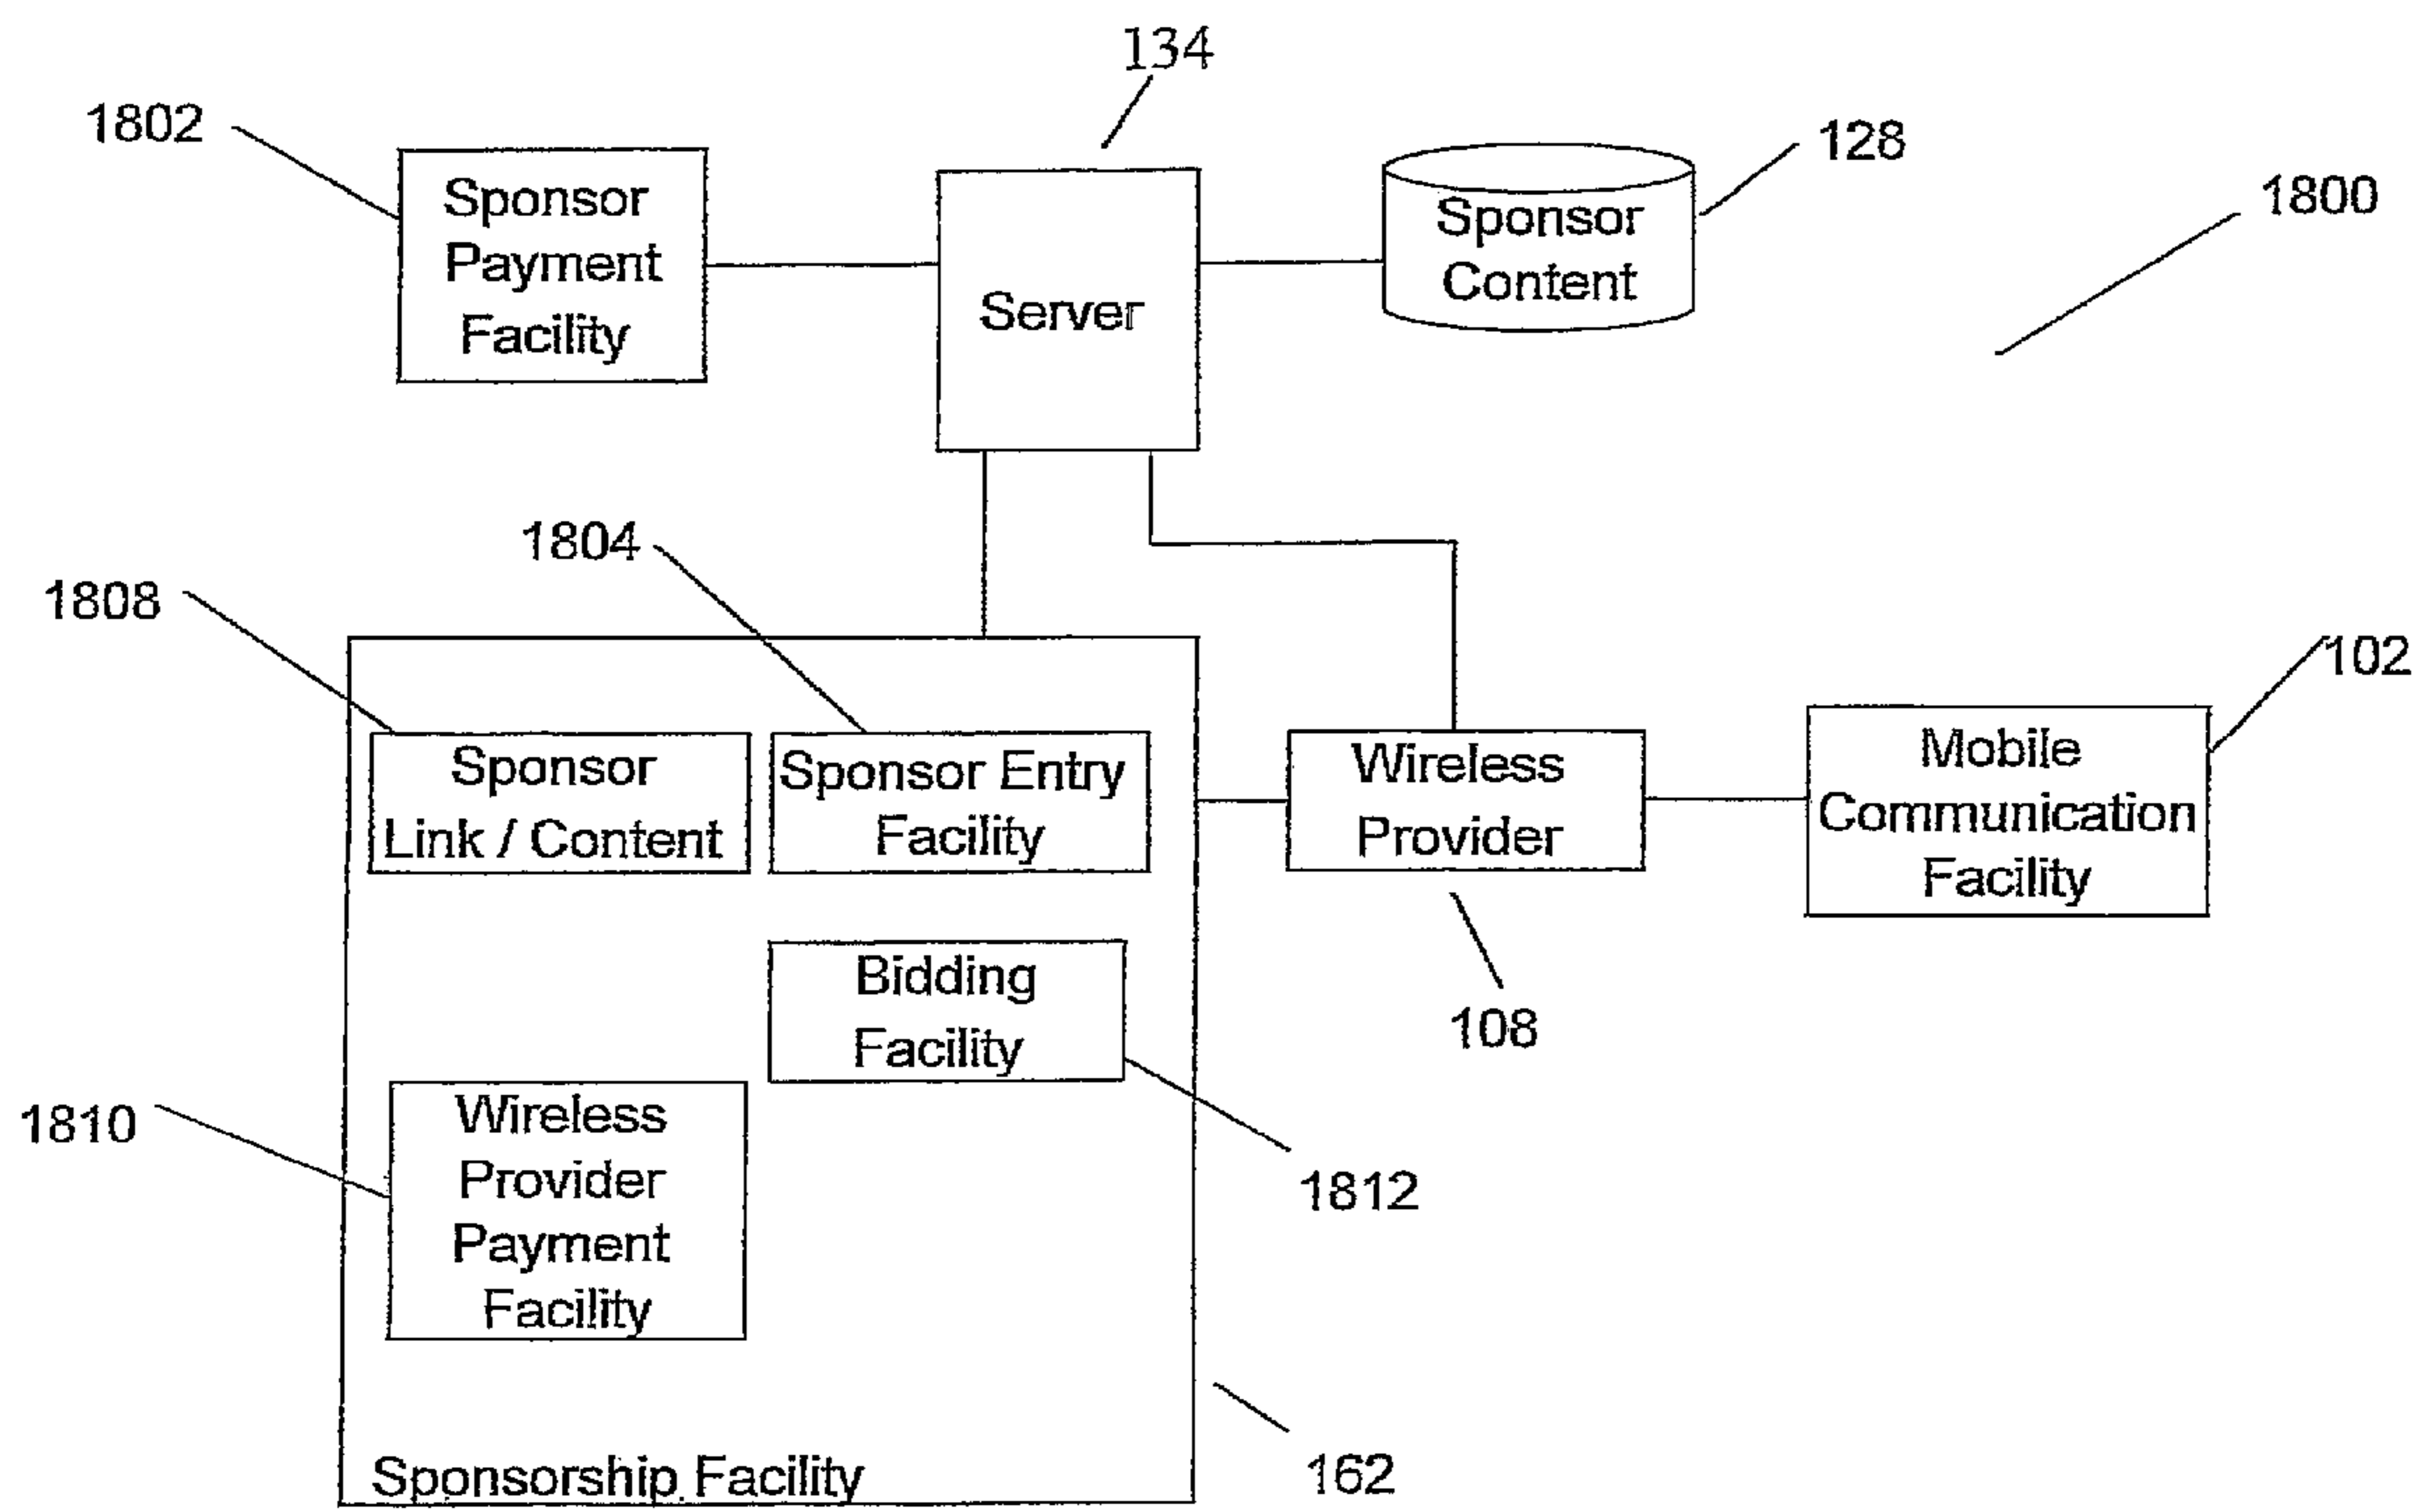 134
1802
128
1800
Sponsor
Payment
Facility
Server
Sponsor
Content
1804
1808
102
Sponsor
Link / Content
Sponsor Entry
Facility
Wireless
Provider
Mobile
Communication
Facility
Bidding
Facility
108
1810
Wireless
Provider
Payment
Facility
1812
Sponsorship Facility
162